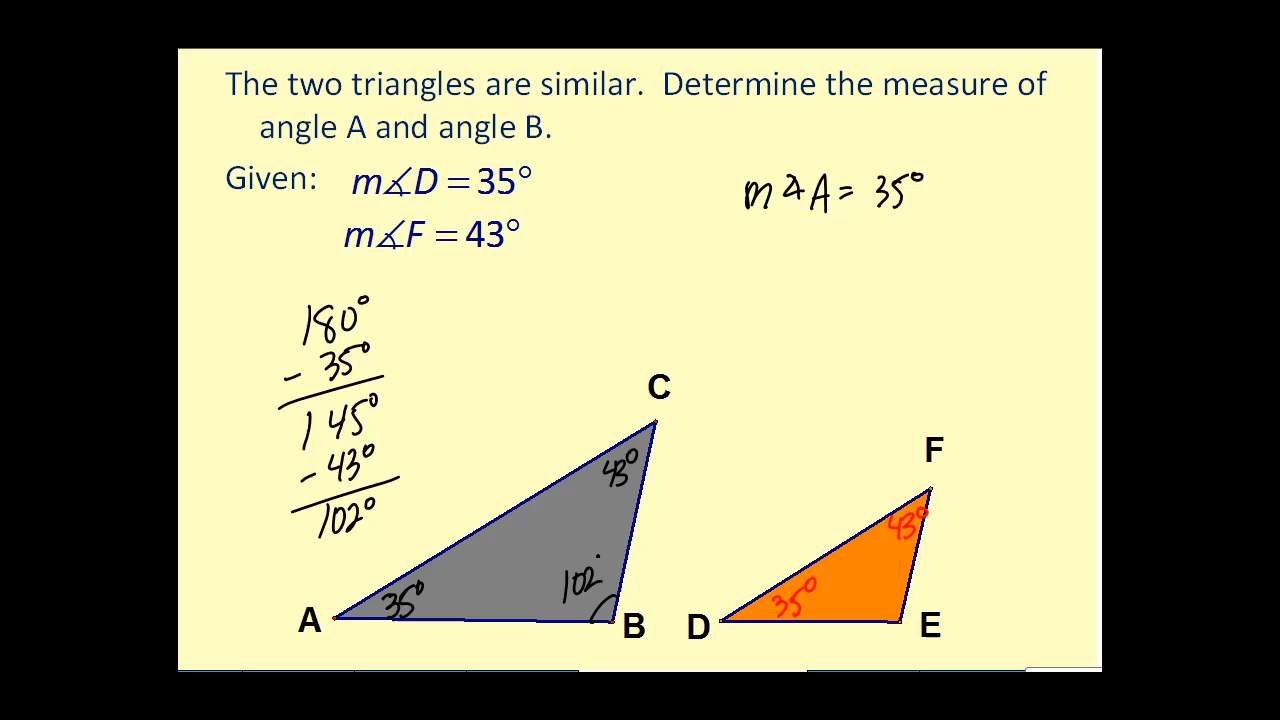 The two triangles are similar. Determine the measure of
angle A and angle B.
Given: m∡D = 35°
m∡A = 35°
m∡F = 43°
180°
- 35°
145°
- 43°
102°
C
43°
35°
102°
A
B
F
43°
35°
D
E